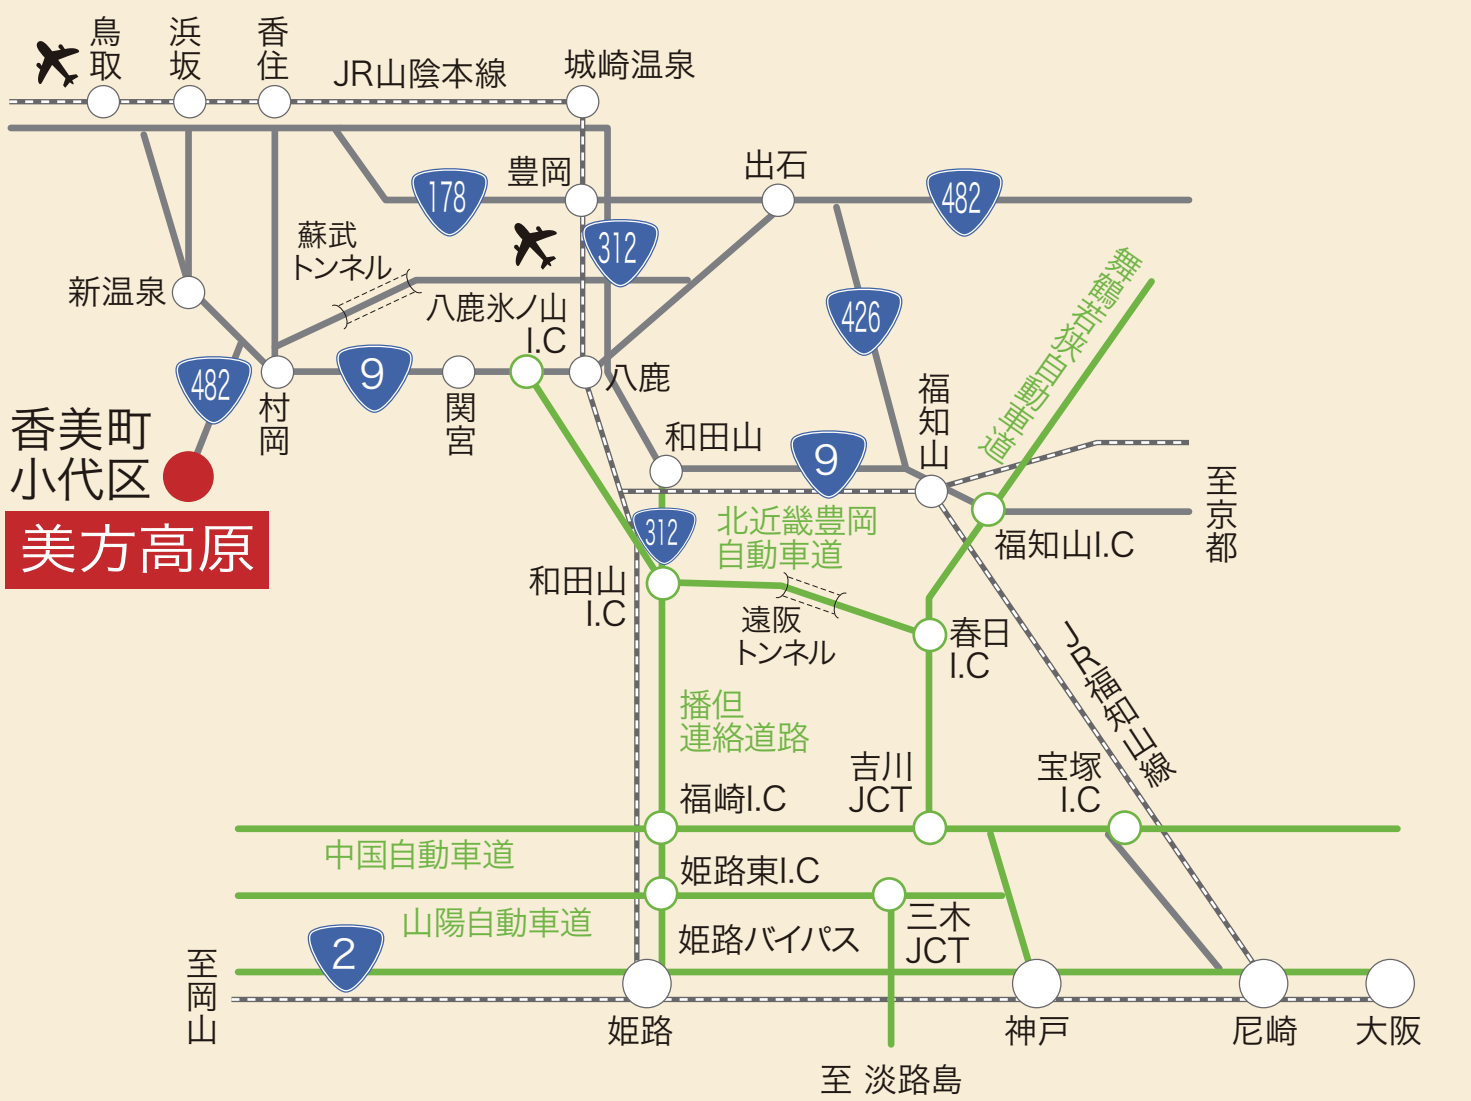 鳥取
浜坂
香住
JR山陰本線
城崎温泉
豊岡
出石
178
482
312
蘇武
トンネル
新温泉
八鹿氷ノ山
I.C
426
舞鶴若狭自動車道
482
9
村岡
関宮
八鹿
福知山
香美町
小代区
美方高原
和田山
9
至京都
312
北近畿豊岡
自動車道
福知山I.C
和田山
I.C
遠阪
トンネル
春日
I.C
JR福知山線
播但
連絡道路
吉川
JCT
宝塚
I.C
福崎I.C
中国自動車道
姫路東I.C
山陽自動車道
三木
JCT
姫路バイパス
2
至岡山
姫路
神戸
尼崎
大阪
至 淡路島